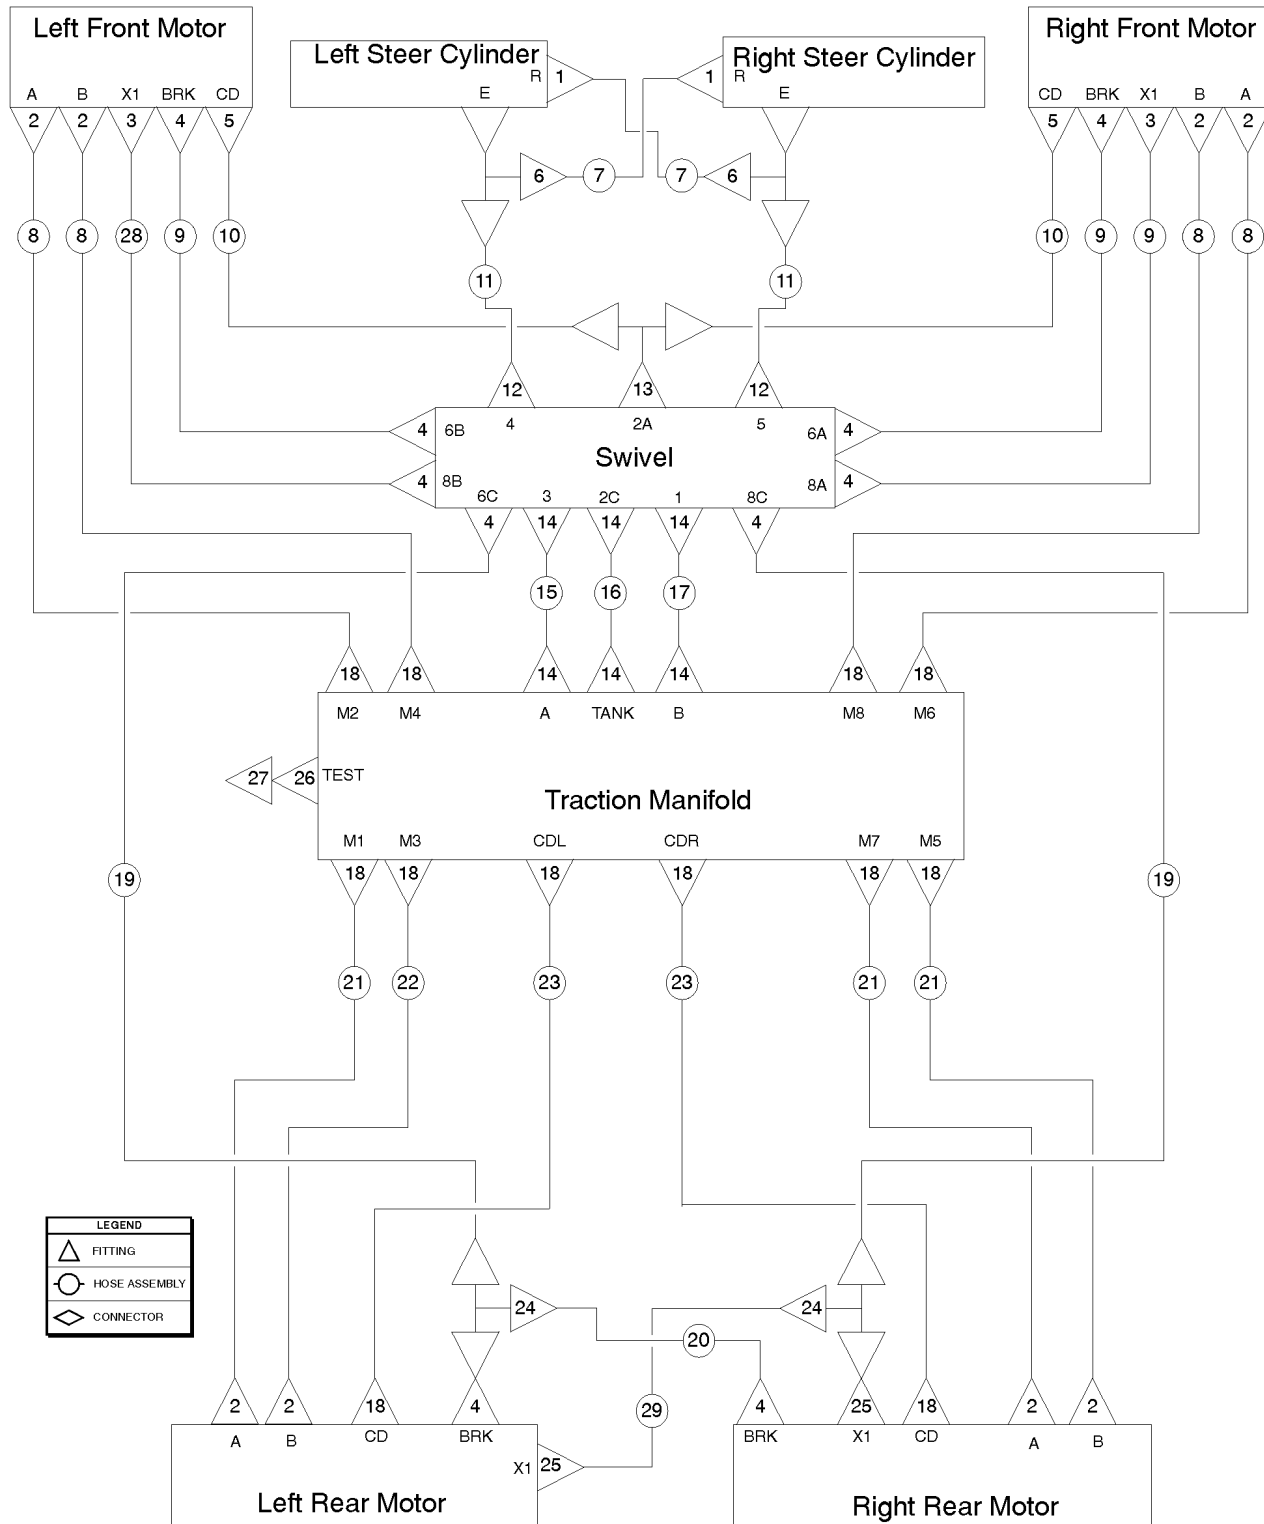 Left Front Motor
Left Steer Cylinder
Right Steer Cylinder
Right Front Motor
R 1
1 R
E
E
A B X1 BRK CD
CD BRK X1 B A
2 2 3 4 5
5 4 3 2 2
6 7 7 6
8 8 28 9 10
10 9 9 8 8
11 11
12 13 12
4 2A 5
4 6B
6A 4
Swivel
4 8B
8A 4
6C 3 2C 1 8C
4 14 14 14 4
15 16 17
18 18 14 14 14 18 18
M2 M4 A TANK B M8 M6
27 26 TEST
Traction Manifold
M1 M3 CDL CDR M7 M5
18 18 18 18 18 18
19 19
21 22 23 23 21 21
LEGEND
FITTING
HOSE ASSEMBLY
CONNECTOR
24 24
20
2 2 18 4 29 4 25 18 2 2
A B CD BRK
BRK X1 CD A B
X1 25
Left Rear Motor
Right Rear Motor